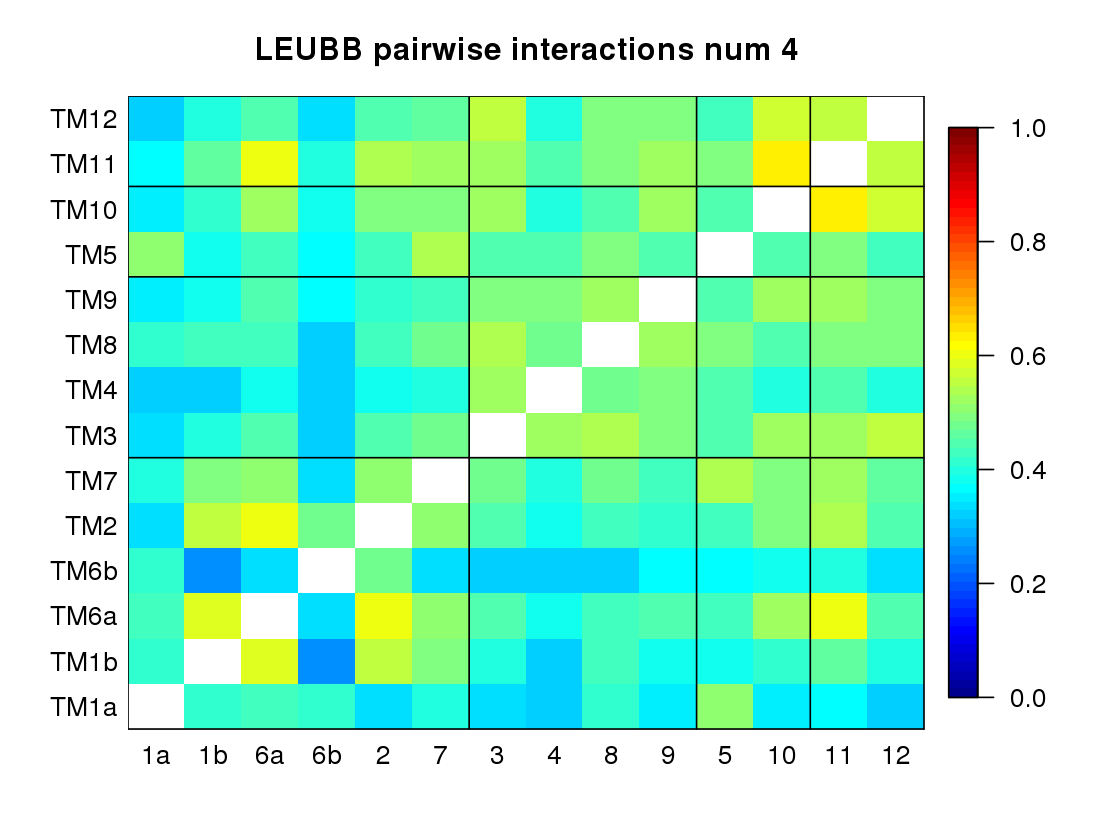 LEUBB pairwise interactions num 4
TM12
TM11
TM10
TM5
TM9
TM8
TM4
TM3
TM7
TM2
TM6b
TM6a
TM1b
TM1a
1a 1b 6a 6b 2 7 3 4 8 9 5 10 11 12
1.0
0.8
0.6
0.4
0.2
0.0